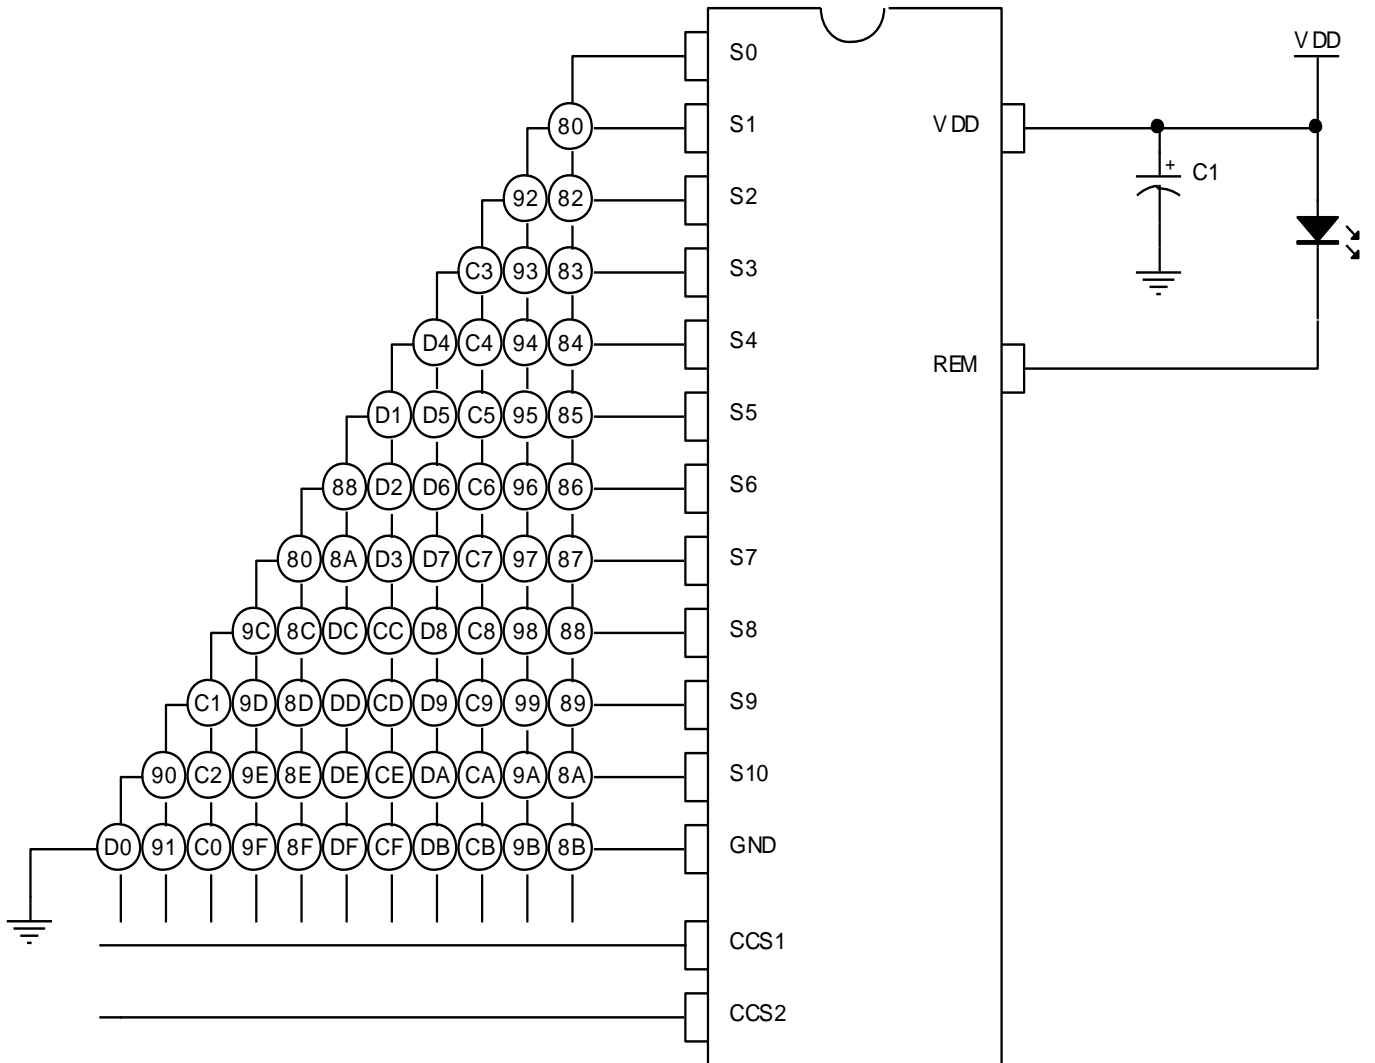 S0
VDD
80 S1 VDD
+ C1
92 82 S2
C3 93 83 S3
D4 C4 94 84 S4
REM
D1 D5 C5 95 85 S5
88 D2 D6 C6 96 86 S6
80 8A D3 D7 C7 97 87 S7
9C 8C DC CC D8 C8 98 88 S8
C1 9D 8D DD CD D9 C9 99 89 S9
90 C2 9E 8E DE CE DA CA 9A 8A S10
D0 91 C0 9F 8F DF CF DB CB 9B 8B GND
CCS1
CCS2